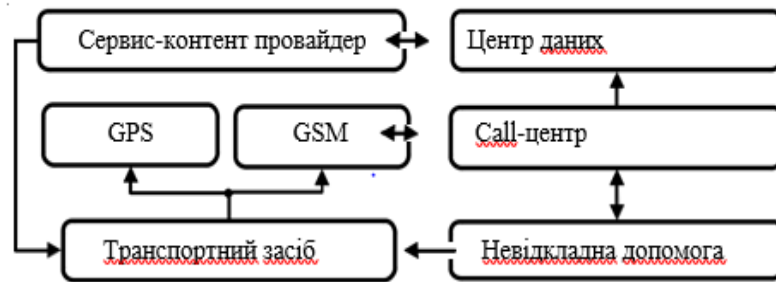 Сервис-контент провайдер
Центр даних
GPS
GSM
Call-центр
Транспортний засіб
Невідкладна допомога